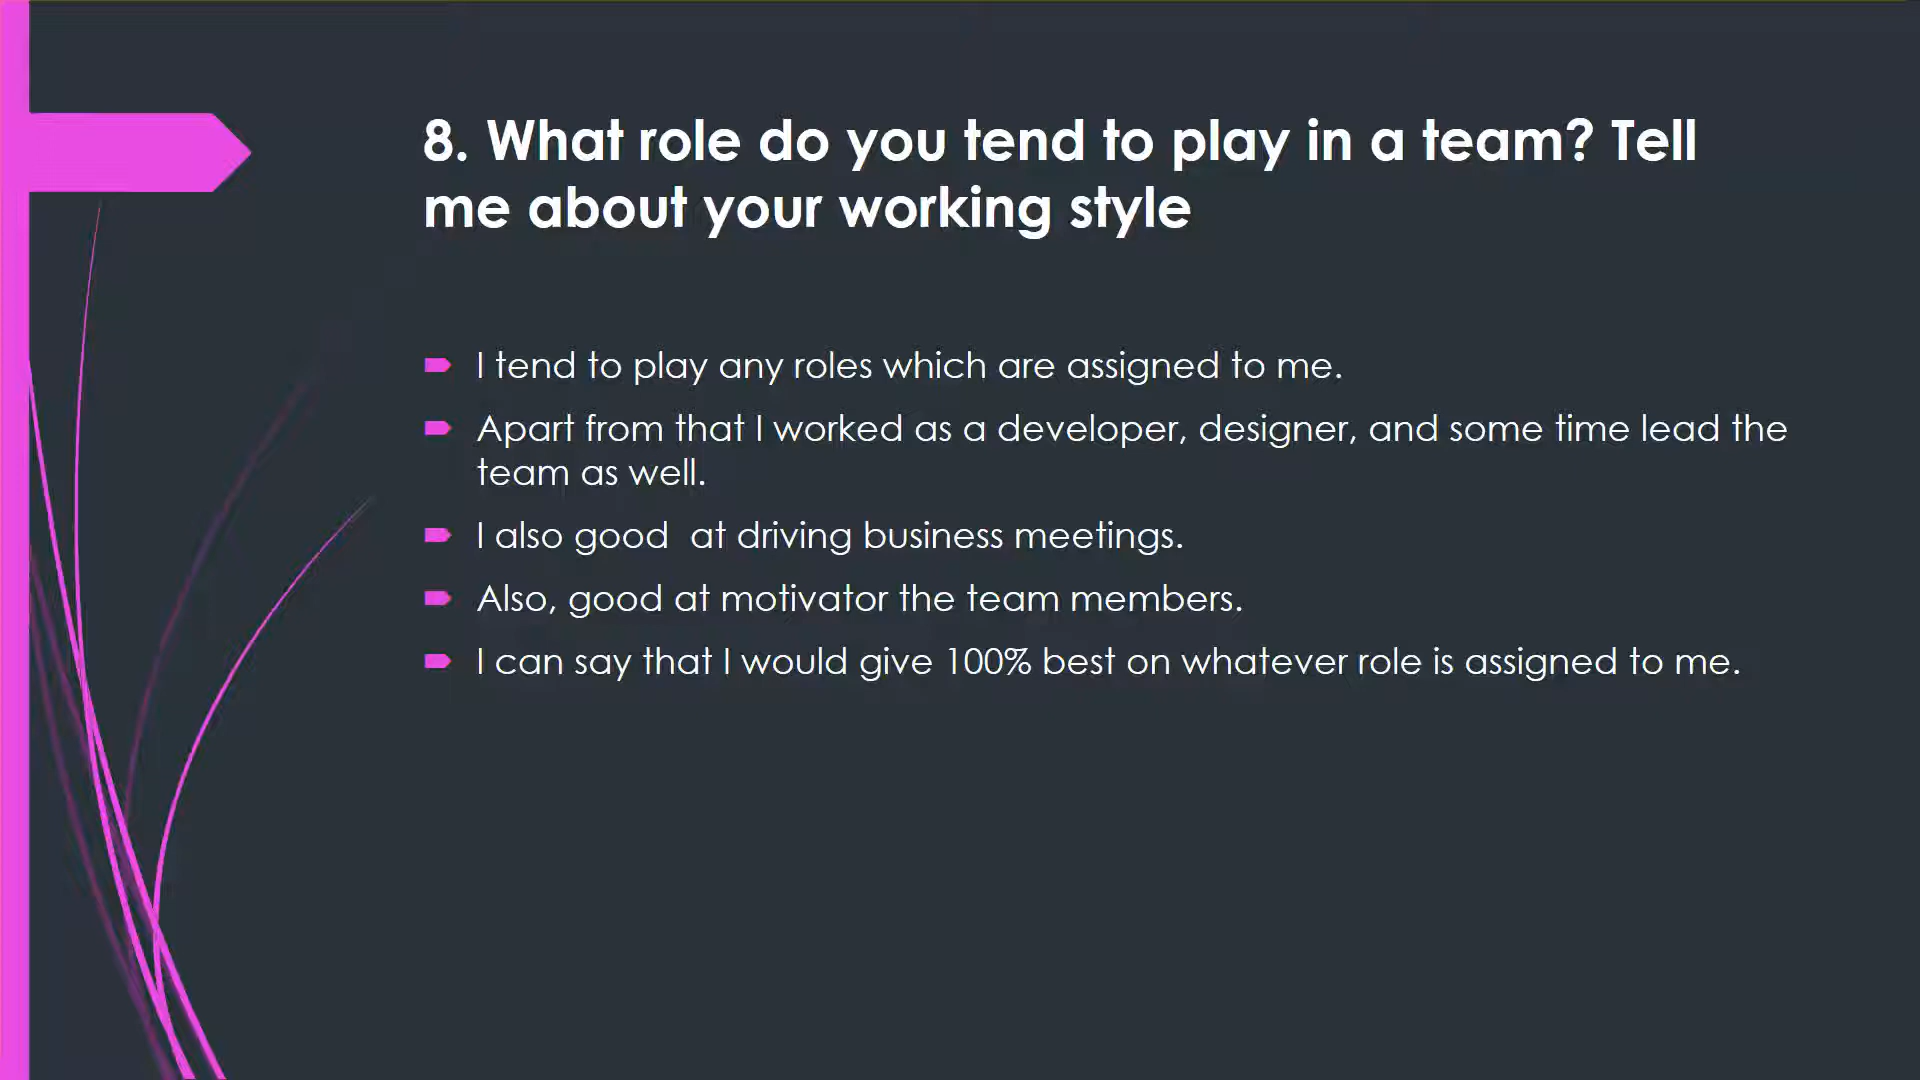 8. What role do you tend to play in a team? Tell
me about your working style
I tend to play any roles which are assigned to me.
Apart from that I worked as a developer, designer, and some time lead the
team as well.
I also good  at driving business meetings.
Also, good at motivator the team members.
I can say that I would give 100% best on whatever role is assigned to me.